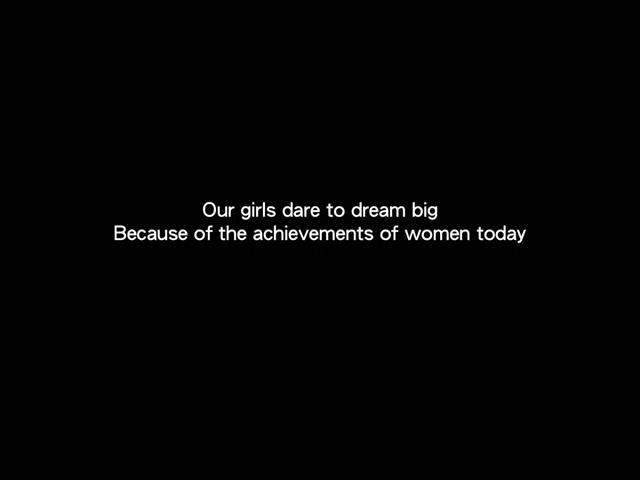 Our girls dare to dream big
Because of the achievements of women today